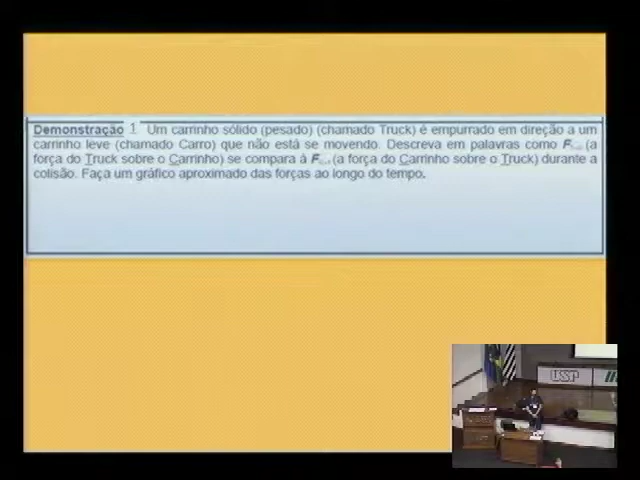 Demonstração 1 Um carrinho sólido (pesado) (chamado Truck) é empurrado em direção a um
carrinho leve (chamado Carro) que não está se movendo. Descreva em palavras como F (a
força do Truck sobre o Carrinho) se compara à F (a força do Carrinho sobre o Truck) durante a
colisão. Faça um gráfico aproximado das forças ao longo do tempo.
USP